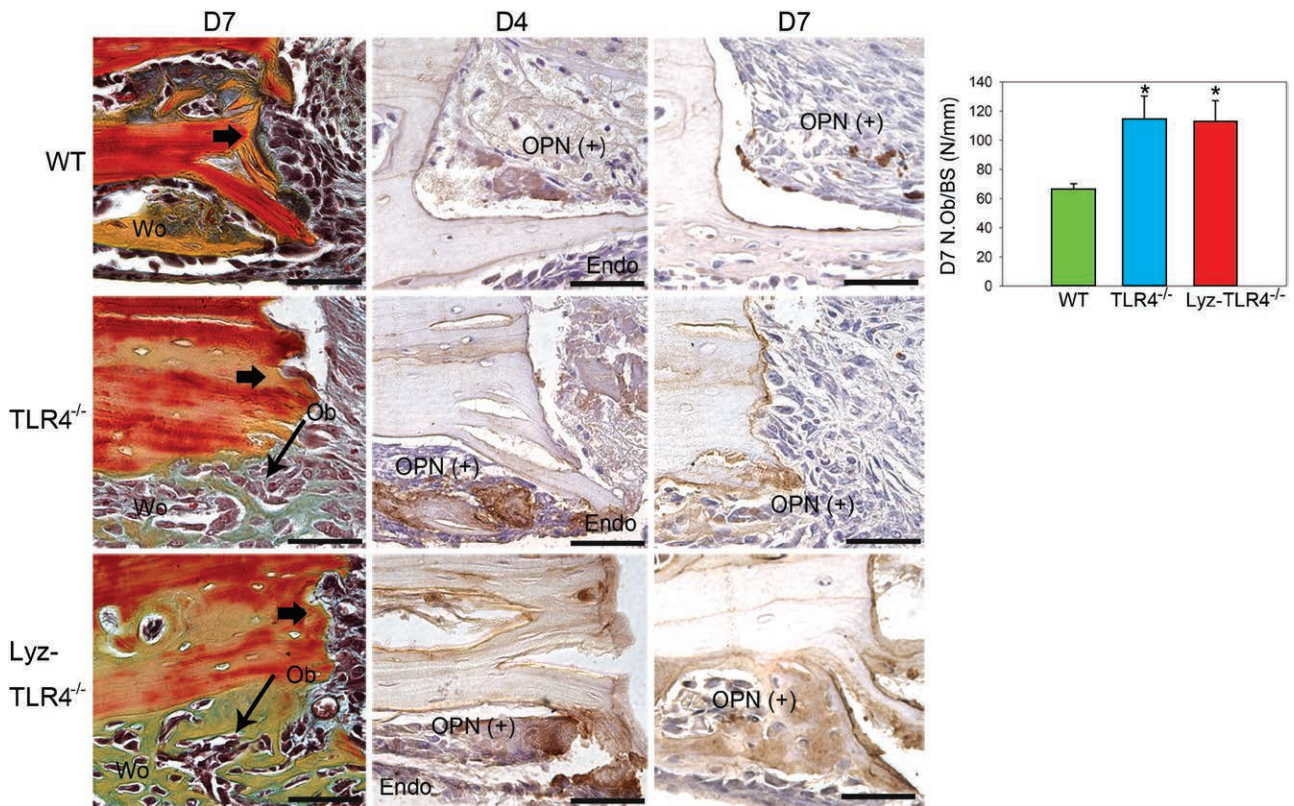 D7
D4
D7
WT
Wo
OPN (+)
Endo
OPN (+)
TLR4-/-
Ob
Wo
OPN (+)
Endo
OPN (+)
Lyz-
TLR4-/-
Ob
Wo
OPN (+)
Endo
OPN (+)
D7 N.Ob/BS (N/mm)
140
120
100
80
60
40
20
0
*
*
WT
TLR4-/-
Lyz-TLR4-/-